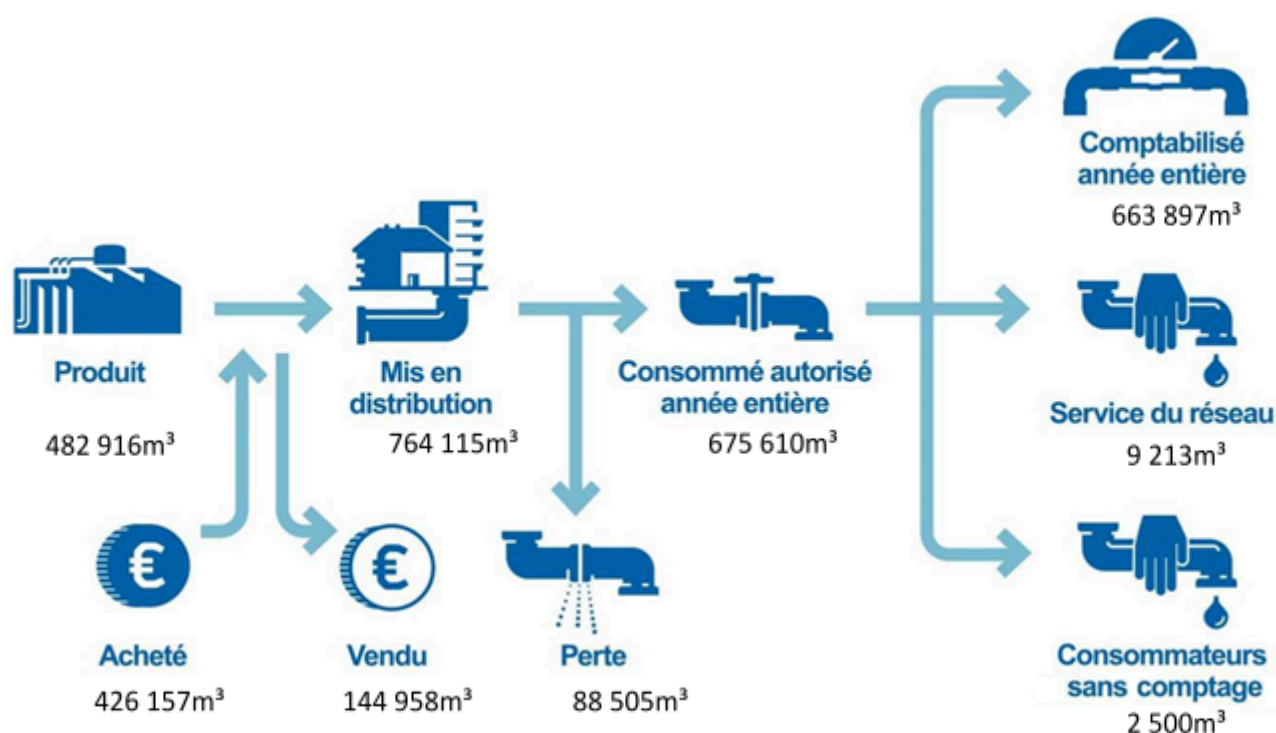 Comptabilisé
année entière
663 897m³
Produit
482 916m³
Mis en
distribution
764 115m³
Consommé autorisé
année entière
675 610m³
Service du réseau
9 213m³
€
Acheté
426 157m³
€
Vendu
144 958m³
Perte
88 505m³
Consommateurs
sans comptage
2 500m³